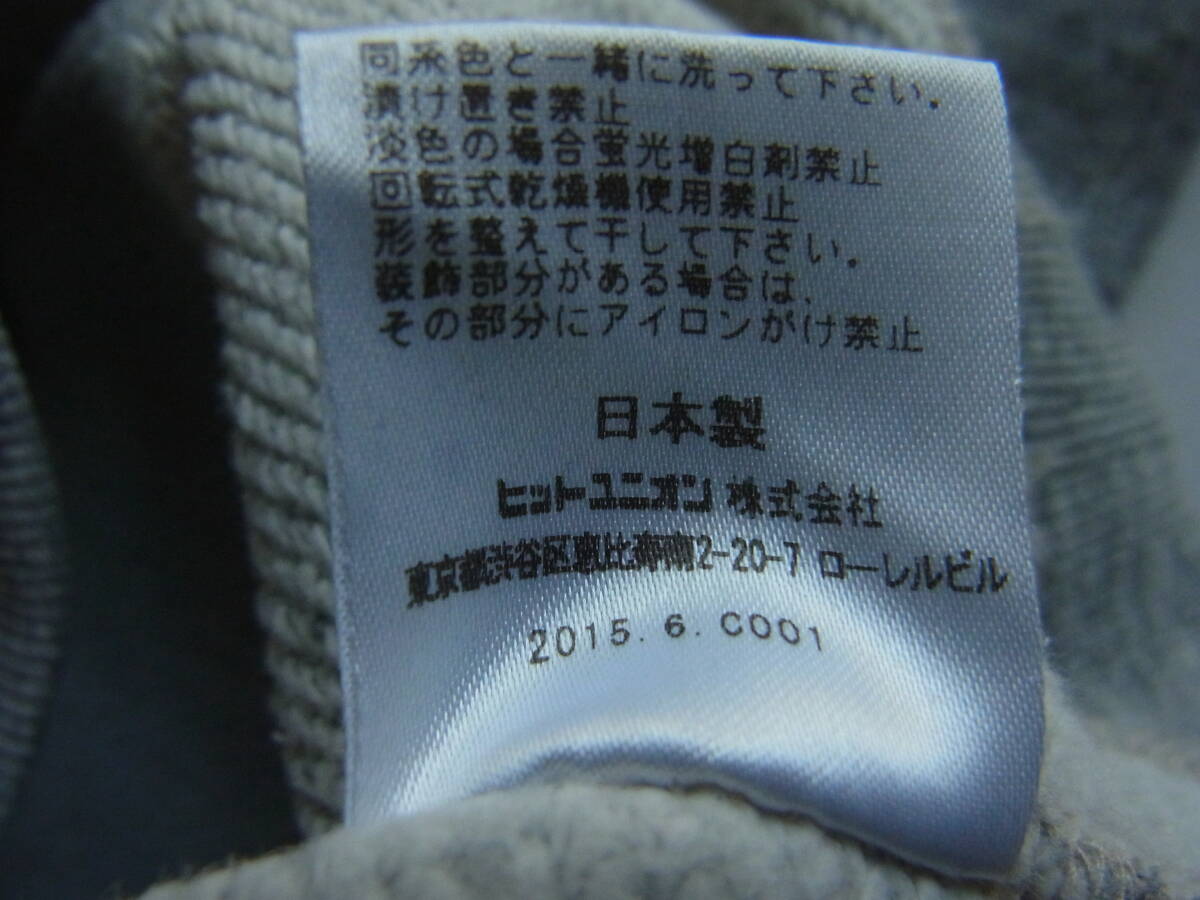 同系色と一緒に洗って下さい。
漬け置き禁止
淡色の場合蛍光増白剤禁止
回転式乾燥機使用禁止
形を整えて干して下さい。
装飾部分がある場合は、
その部分にアイロンがけ禁止
日本製
ヒットユニオン 株式会社
東京都渋谷区恵比寿南2-20-7 ローレルビル
2015.6.C001